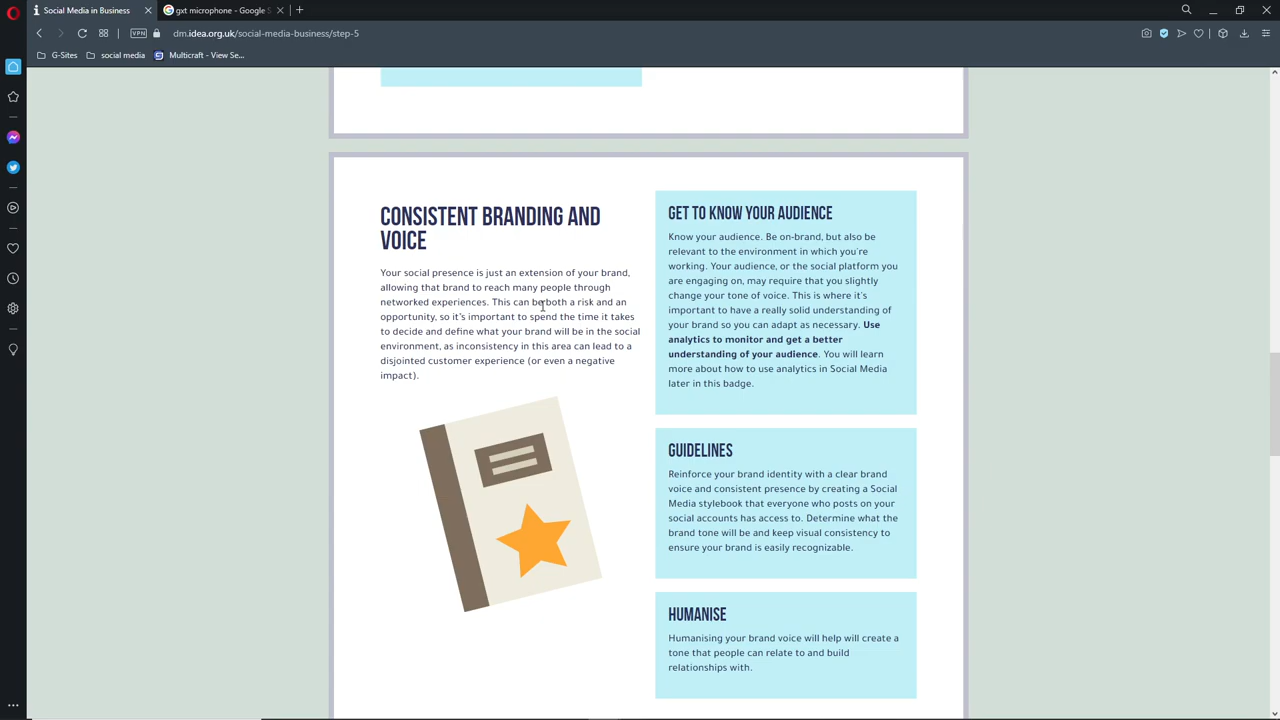 Social Media in Business
gxt microphone - Google S
VPN
dm.idea.org.uk/social-media-business/step-5
G-Sites
social media
Multicraft - View Se...
CONSISTENT BRANDING AND
VOICE
Your social presence is just an extension of your brand,
allowing that brand to reach many people through
networked experiences. This can be both a risk and an
opportunity, so it's important to spend the time it takes
to decide and define what your brand will be in the social
environment, as inconsistency in this area can lead to a
disjointed customer experience (or even a negative
impact).
GET TO KNOW YOUR AUDIENCE
Know your audience. Be on-brand, but also be
relevant to the environment in which you're
working. Your audience, or the social platform you
are engaging on, may require that you slightly
change your tone of voice. This is where it's
important to have a really solid understanding of
your brand so you can adapt as necessary. Use
analytics to monitor and get a better
understanding of your audience. You will learn
more about how to use analytics in Social Media
later in this badge.
GUIDELINES
Reinforce your brand identity with a clear brand
voice and consistent presence by creating a Social
Media stylebook that everyone who posts on your
social accounts has access to. Determine what the
brand tone will be and keep visual consistency to
ensure your brand is easily recognizable.
HUMANISE
Humanising your brand voice will help will create a
tone that people can relate to and build
relationships with.